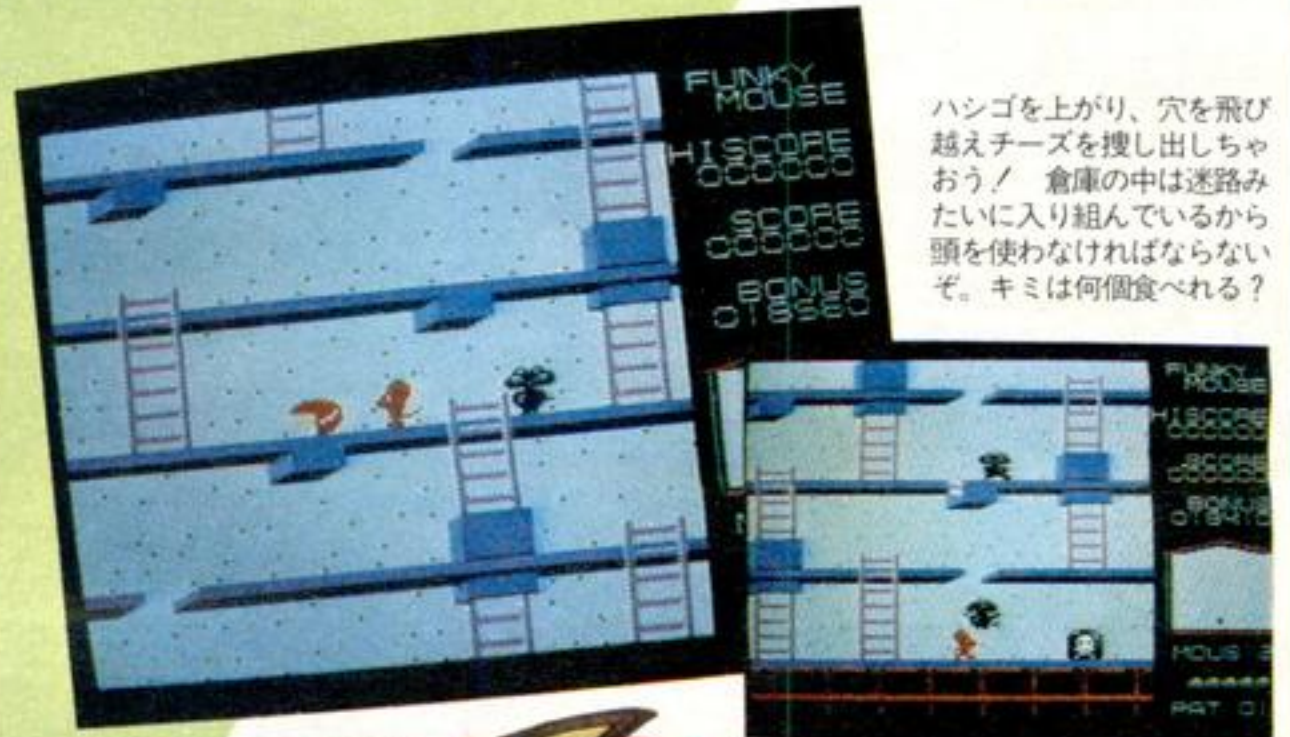 FUNKY
MOUSE
HISCORE
000000
SCORE
000000
BONUS
018580
ハシゴを上がり、穴を飛び
越えチーズを捜し出しちゃ
おう！　倉庫の中は迷路み
たいに入り組んでいるから
頭を使わなければならない
ぞ。キミは何個食べれる？
FUNKY
MOUSE
HISCORE
000000
SCORE
000000
BONUS
MOUS
PAT 01